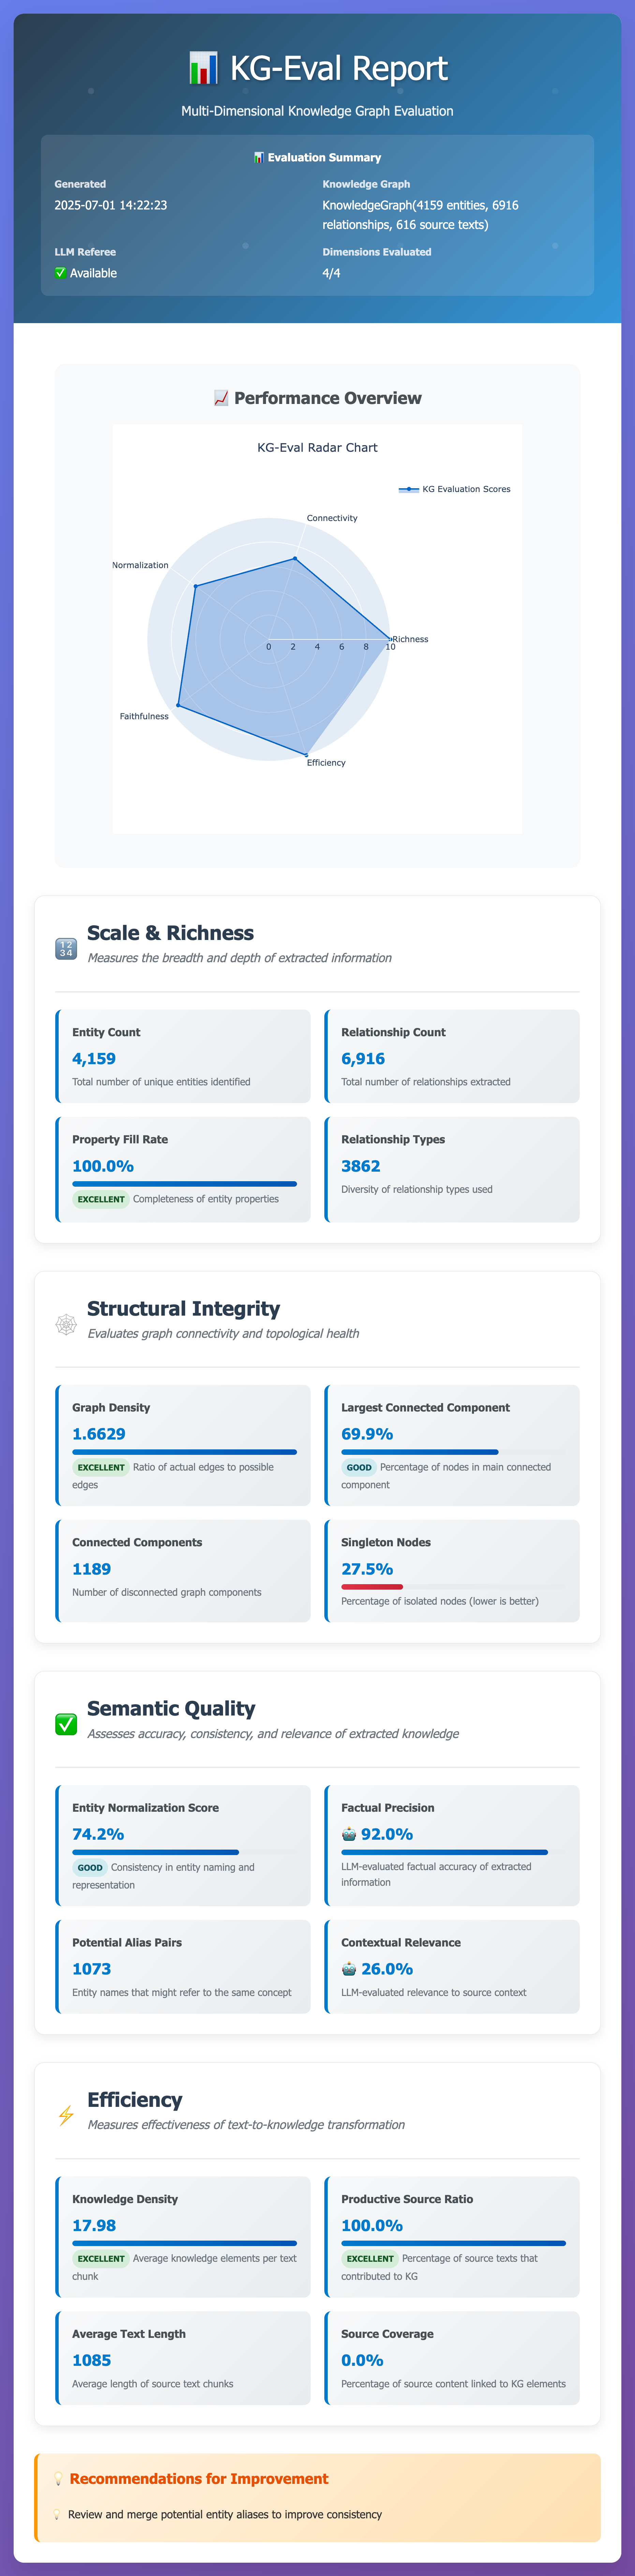 📊 KG-Eval Report
Multi-Dimensional Knowledge Graph Evaluation
📊 Evaluation Summary
Generated
2025-07-01 14:22:23
Knowledge Graph
KnowledgeGraph(4159 entities, 6916
relationships, 616 source texts)
LLM Referee
✅ Available
Dimensions Evaluated
4/4
📈 Performance Overview
KG-Eval Radar Chart
KG Evaluation Scores
Connectivity
Normalization
Richness
0 2 4 6 8 10
Faithfulness
Efficiency
🔢 Scale & Richness
Measures the breadth and depth of extracted information
Entity Count
4,159
Total number of unique entities identified
Relationship Count
6,916
Total number of relationships extracted
Property Fill Rate
100.0%
EXCELLENT Completeness of entity properties
Relationship Types
3862
Diversity of relationship types used
🕸️ Structural Integrity
Evaluates graph connectivity and topological health
Graph Density
1.6629
EXCELLENT Ratio of actual edges to possible
edges
Largest Connected Component
69.9%
GOOD Percentage of nodes in main connected
component
Connected Components
1189
Number of disconnected graph components
Singleton Nodes
27.5%
Percentage of isolated nodes (lower is better)
✅ Semantic Quality
Assesses accuracy, consistency, and relevance of extracted knowledge
Entity Normalization Score
74.2%
GOOD Consistency in entity naming and
representation
Factual Precision
🤖 92.0%
LLM-evaluated factual accuracy of extracted
information
Potential Alias Pairs
1073
Entity names that might refer to the same concept
Contextual Relevance
🤖 26.0%
LLM-evaluated relevance to source context
⚡ Efficiency
Measures effectiveness of text-to-knowledge transformation
Knowledge Density
17.98
EXCELLENT Average knowledge elements per text
chunk
Productive Source Ratio
100.0%
EXCELLENT Percentage of source texts that
contributed to KG
Average Text Length
1085
Average length of source text chunks
Source Coverage
0.0%
Percentage of source content linked to KG elements
💡 Recommendations for Improvement
💡 Review and merge potential entity aliases to improve consistency